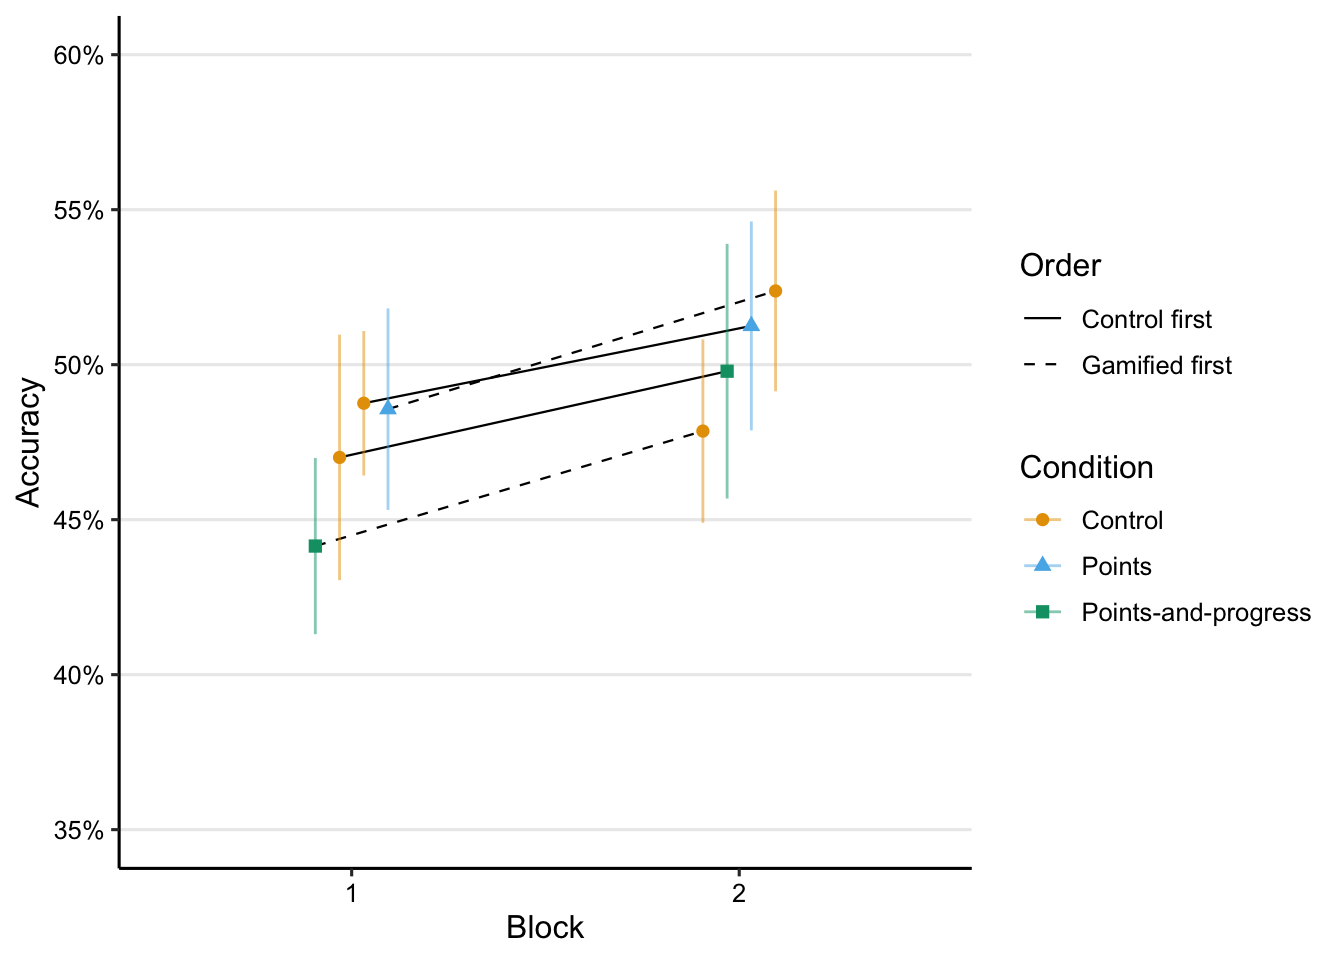 60%
55%
50%
45%
40%
35%
Accuracy
1
2
Block
Order
Control first
Gamified first
Condition
Control
Points
Points-and-progress